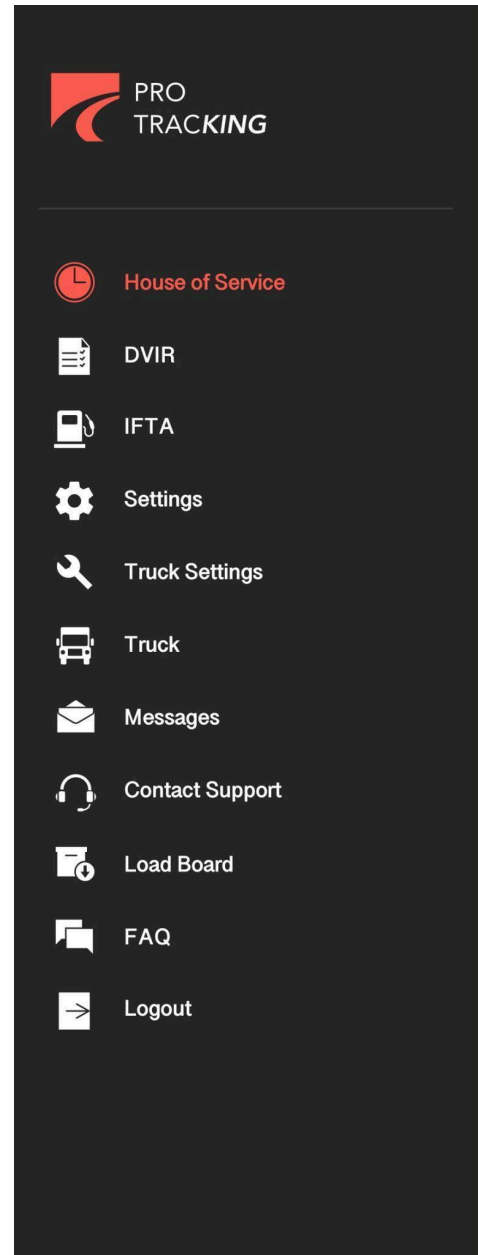 PRO
TRACKING
House of Service
DVIR
IFTA
Settings
Truck Settings
Truck
Messages
Contact Support
Load Board
FAQ
Logout